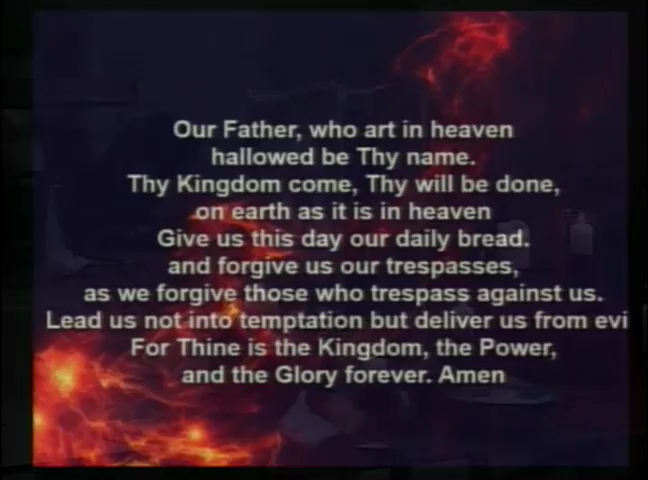 Our Father, who art in heaven
hallowed be Thy name.
Thy Kingdom come, Thy will be done,
on earth as it is in heaven
Give us this day our daily bread.
and forgive us our trespasses,
as we forgive those who trespass against us.
Lead us not into temptation but deliver us from evi
For Thine is the Kingdom, the Power,
and the Glory forever. Amen